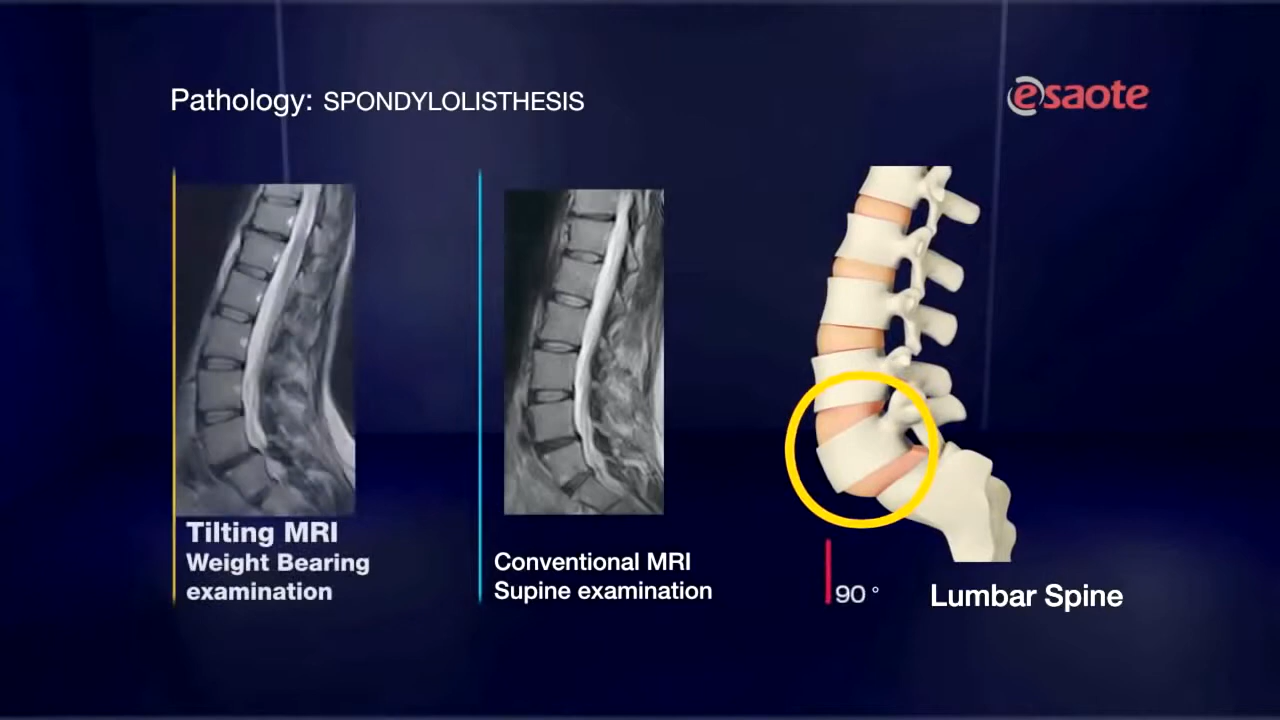 Pathology: SPONDYLOLISTHESIS
esaote
Tilting MRI
Weight Bearing
examination
Conventional MRI
Supine examination
90 °
Lumbar Spine